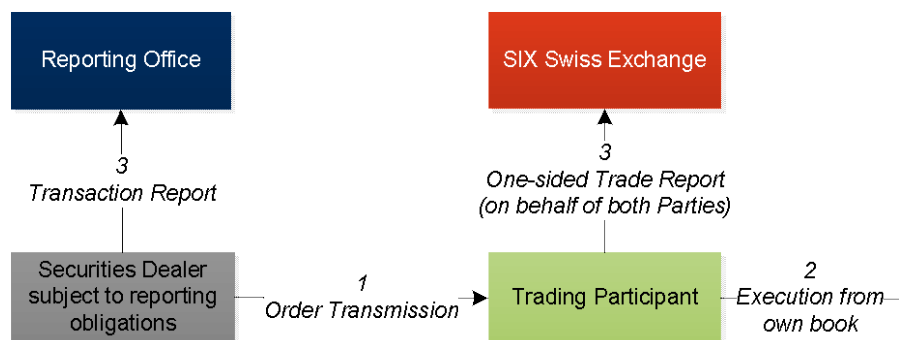 Reporting Office
SIX Swiss Exchange
3
Transaction Report
3
One-sided Trade Report
(on behalf of both Parties)
Securities Dealer
subject to reporting
obligations
1
Order Transmission
Trading Participant
2
Execution from
own book